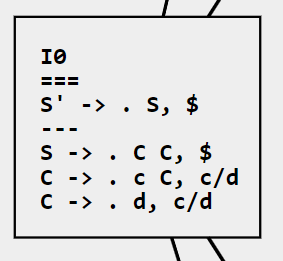 I0
===
S' -> . S, $
---
S -> . C C, $
C -> . c C, c/d
C -> . d, c/d